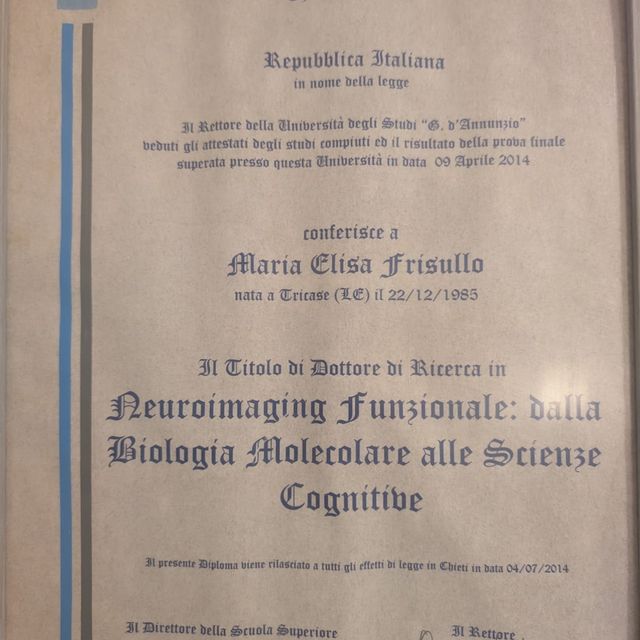 Repubblica Italiana
in nome della legge
Il Rettore della Università degli Studi "G. d'Annunzio"
veduti gli attestati degli studi compiuti ed il risultato della prova finale
superata presso questa Università in data 09 Aprile 2014
conferisce a
Maria Elisa Frisullo
nata a Tricase (LE) il 22/12/1985
Il Titolo di Dottore di Ricerca in
Neuroimaging Funzionale: dalla
Biologia Molecolare alle Scienze
Cognitive
Il presente Diploma viene rilasciato a tutti gli effetti di legge in Chieti in data 04/07/2014
Il Direttore della Scuola Superiore
Il Rettore